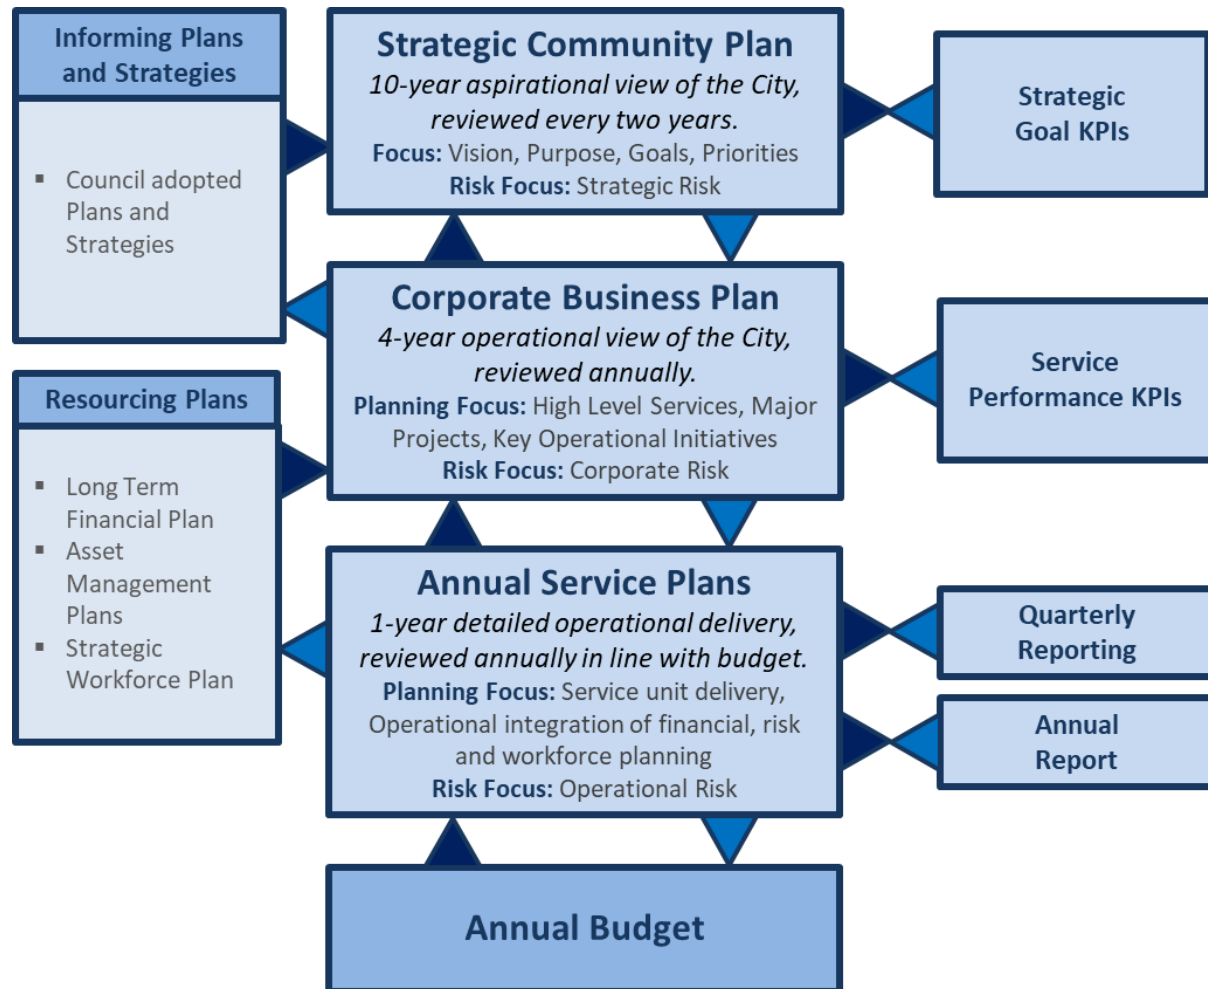 Informing Plans
and Strategies
▪ Council adopted
Plans and
Strategies
Resourcing Plans
▪ Long Term
Financial Plan
▪ Asset
Management
Plans
▪ Strategic
Workforce Plan
Strategic Community Plan
10-year aspirational view of the City,
reviewed every two years.
Focus: Vision, Purpose, Goals, Priorities
Risk Focus: Strategic Risk
Corporate Business Plan
4-year operational view of the City,
reviewed annually.
Planning Focus: High Level Services, Major
Projects, Key Operational Initiatives
Risk Focus: Corporate Risk
Annual Service Plans
1-year detailed operational delivery,
reviewed annually in line with budget.
Planning Focus: Service unit delivery,
Operational integration of financial, risk
and workforce planning
Risk Focus: Operational Risk
Annual Budget
Strategic
Goal KPIs
Service
Performance KPIs
Quarterly
Reporting
Annual
Report